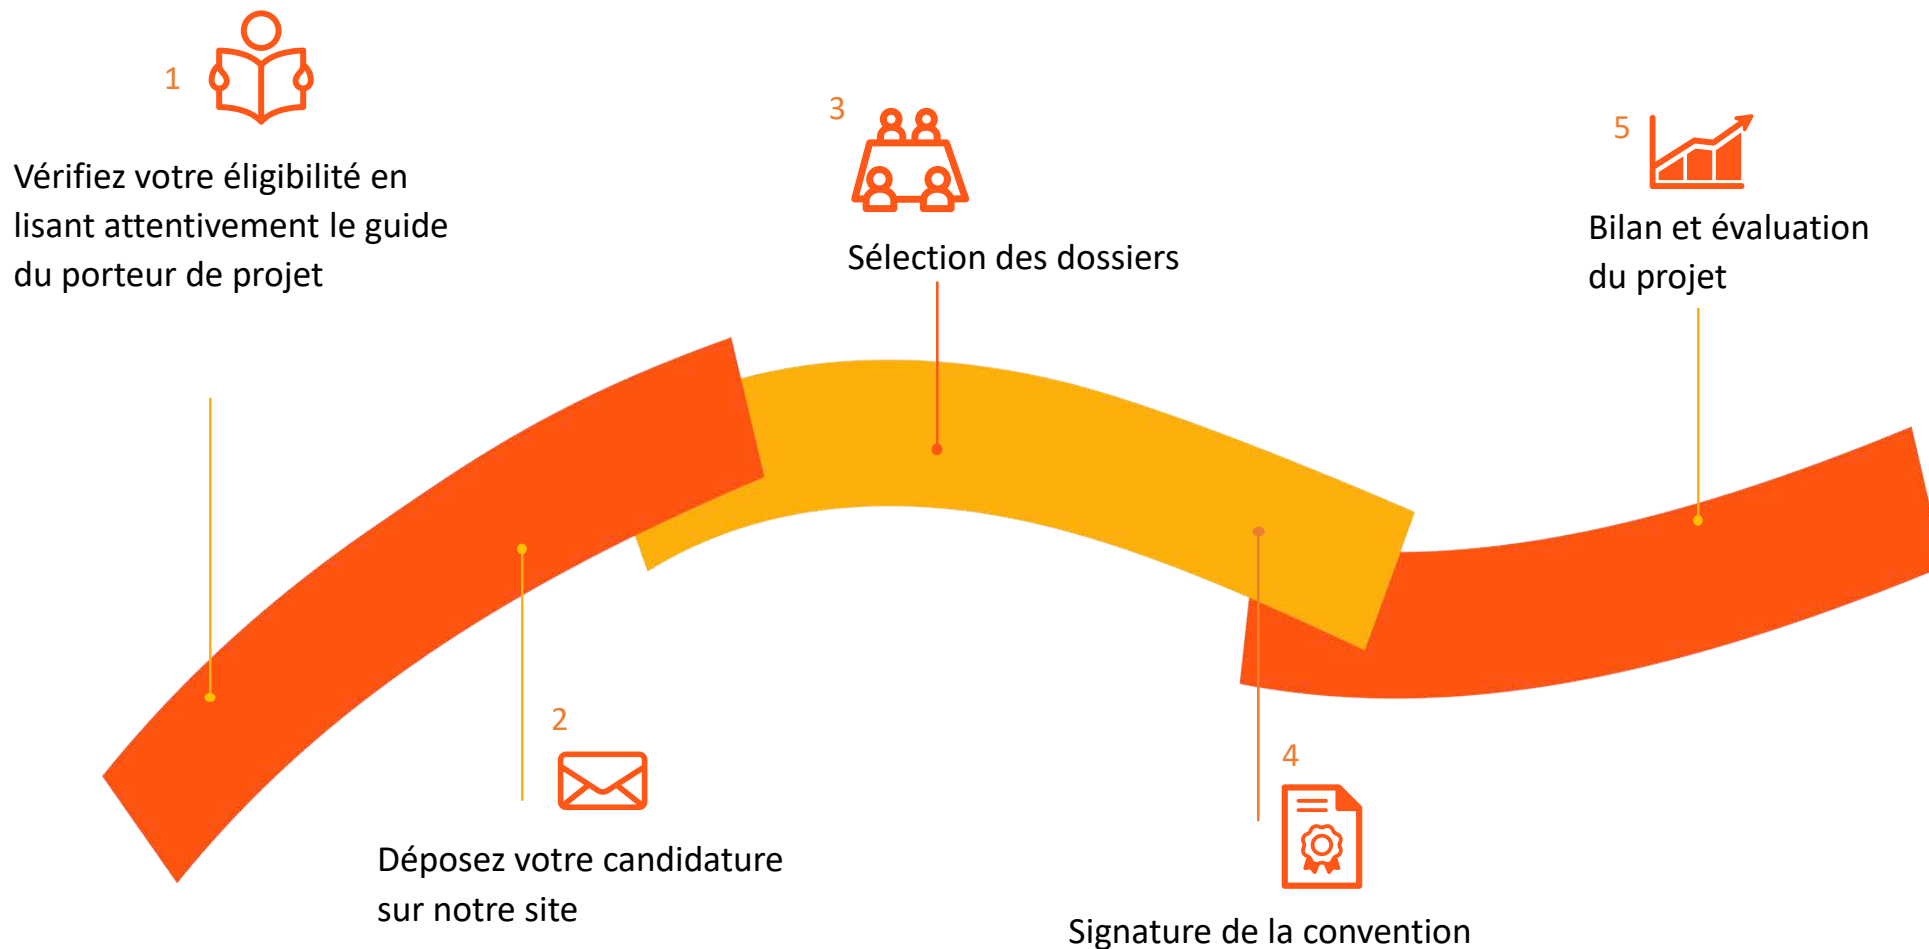 1
Vérifiez votre éligibilité en
lisant attentivement le guide
du porteur de projet
2
Déposez votre candidature
sur notre site
3
Sélection des dossiers
4
Signature de la convention
5
Bilan et évaluation
du projet